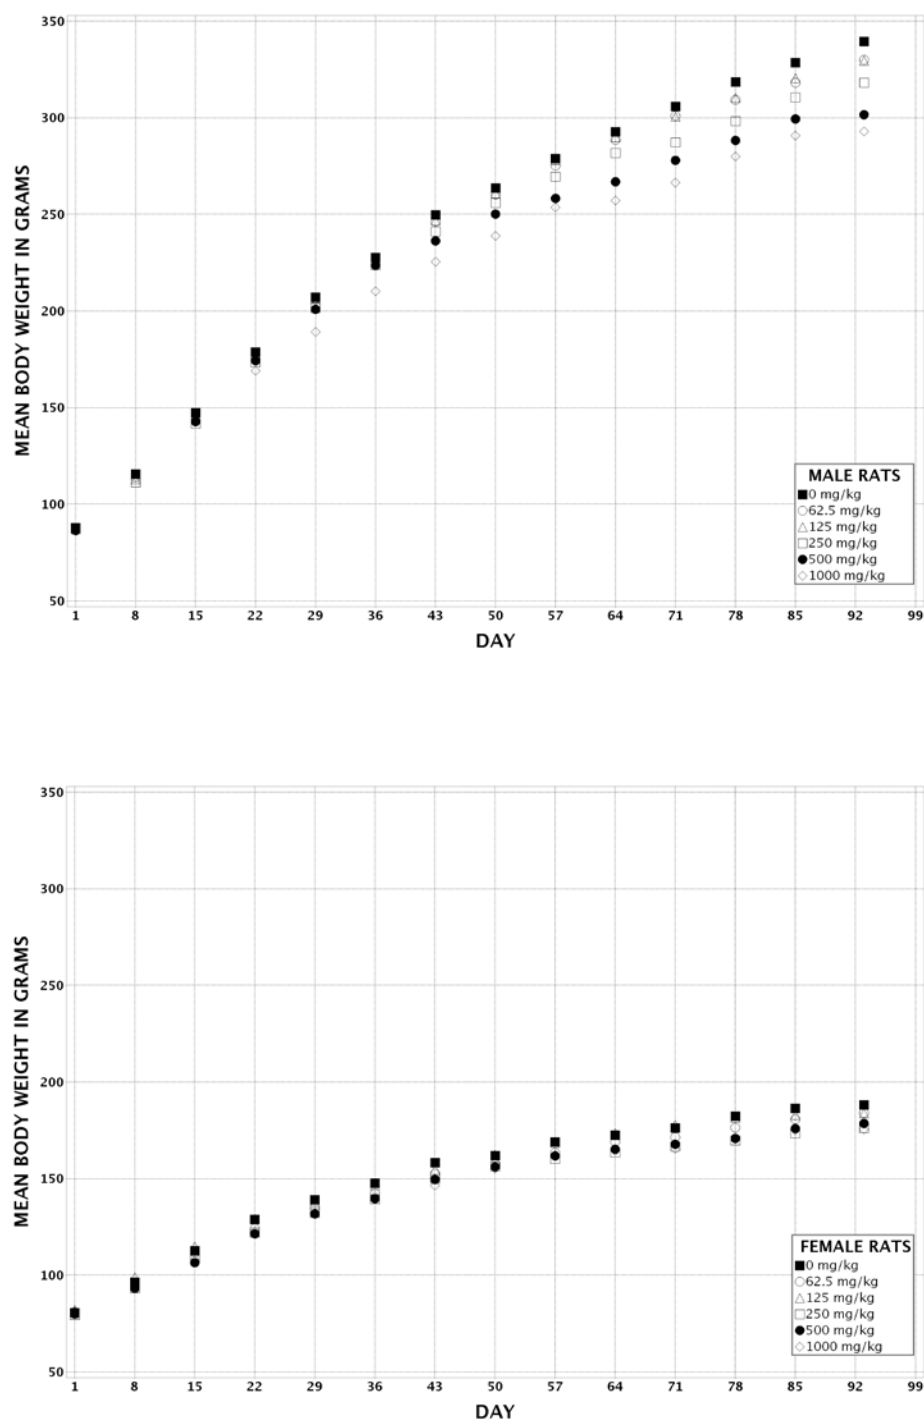 350
300
250
200
150
100
50
MEAN BODY WEIGHT IN GRAMS
MALE RATS
0 mg/kg
62.5 mg/kg
125 mg/kg
250 mg/kg
500 mg/kg
1000 mg/kg
1 8 15 22 29 36 43 50 57 64 71 78 85 92 99
DAY
350
300
250
200
150
100
50
MEAN BODY WEIGHT IN GRAMS
FEMALE RATS
0 mg/kg
62.5 mg/kg
125 mg/kg
250 mg/kg
500 mg/kg
1000 mg/kg
1 8 15 22 29 36 43 50 57 64 71 78 85 92 99
DAY